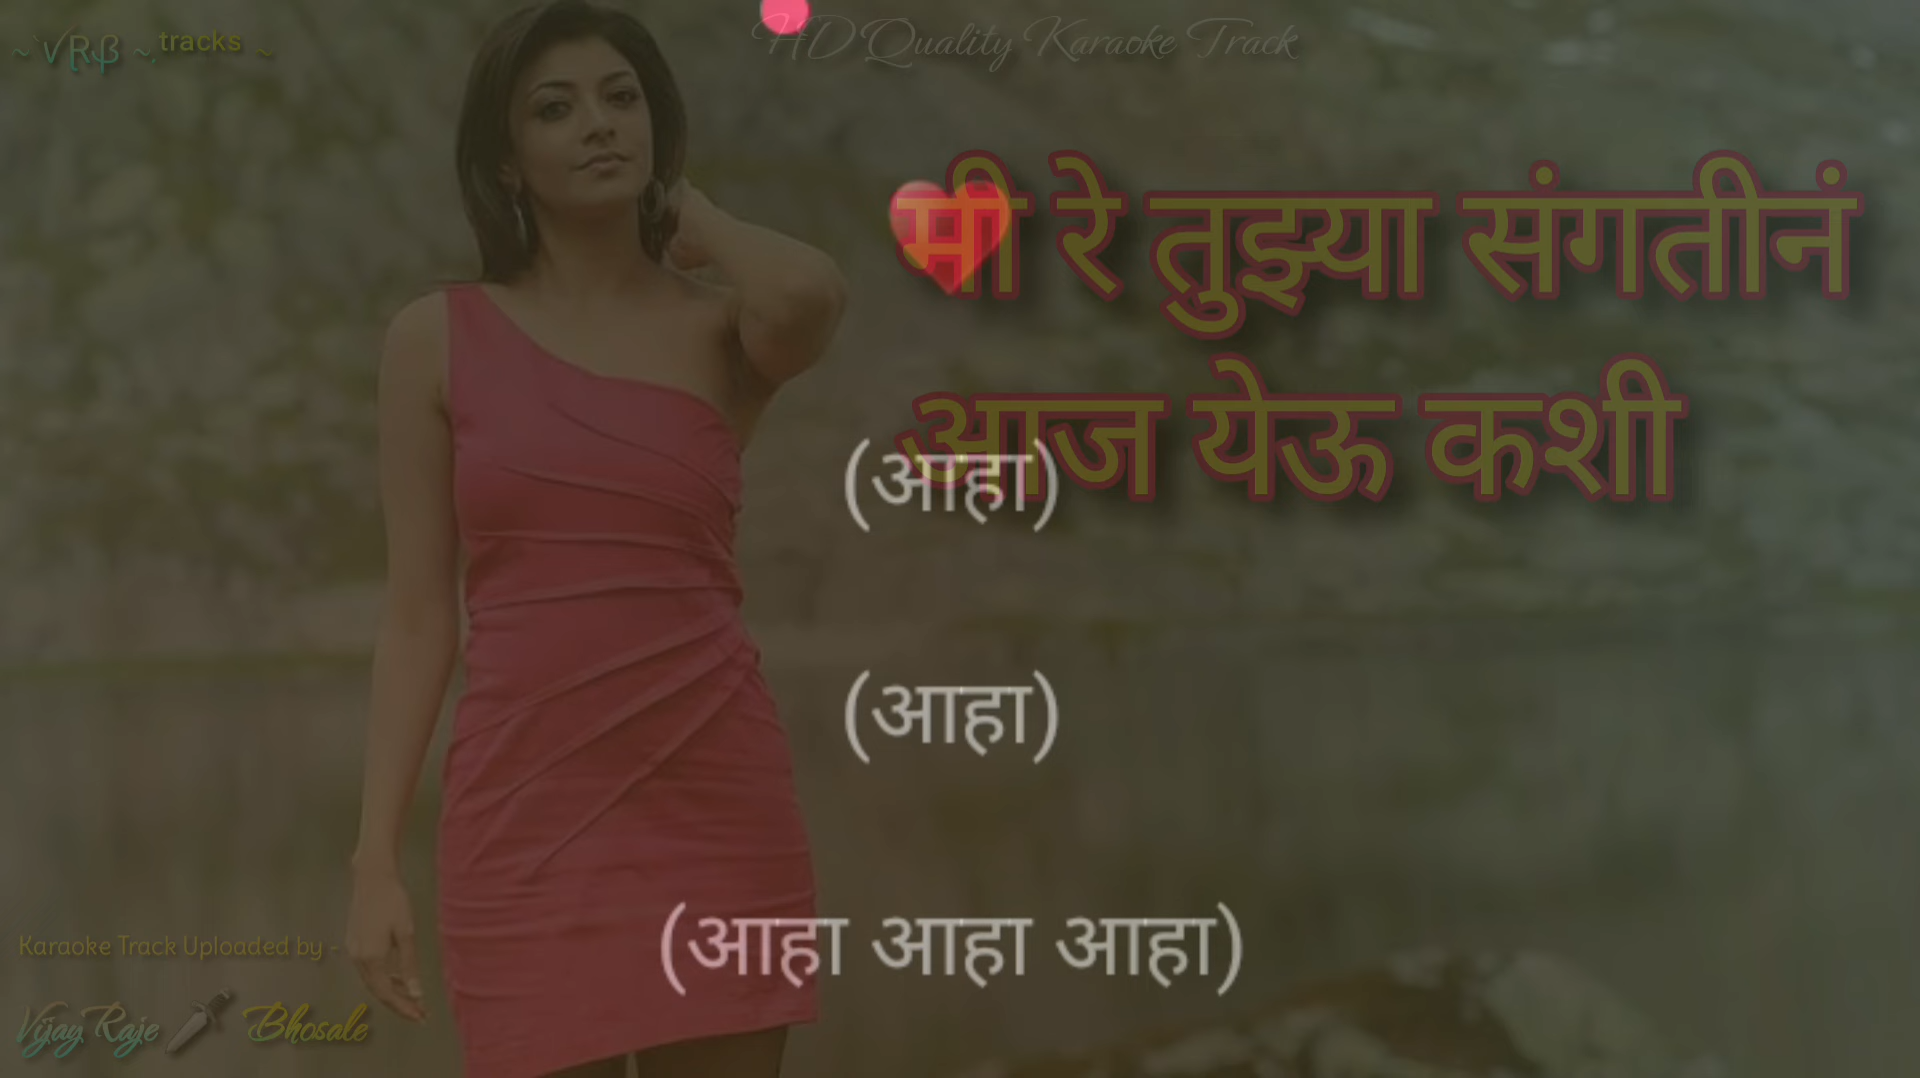 ~`√Ɽβ ~.tracks ~
HD Quality Karaoke Track
मी रे तुझ्या संगतीनं
आज येऊ कशी
(आहा)
(आहा)
(आहा आहा आहा)
Karaoke Track Uploaded by -
Vijay Raje Bhosale